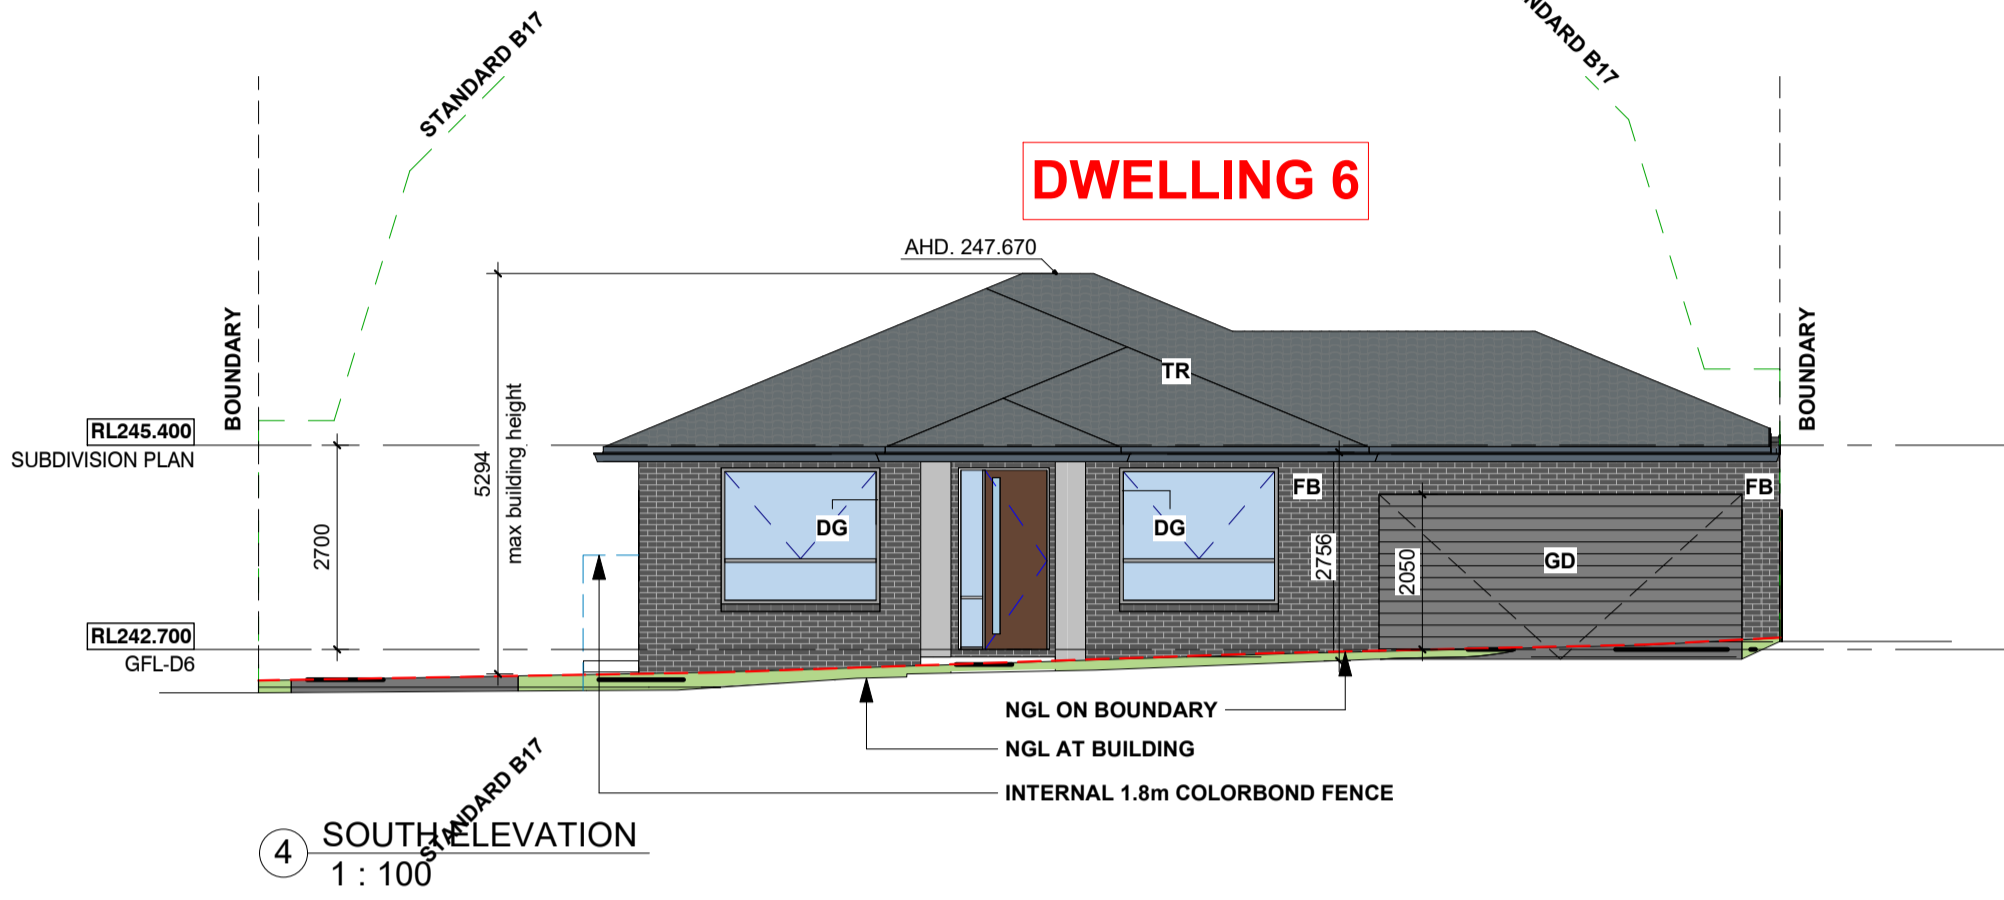 STANDARD B17
NDARD B17
DWELLING 6
AHD. 247.670
BOUNDARY
BOUNDARY
RL245.400
SUBDIVISION PLAN
2700
5294
max building height
TR
FB
FB
DG
DG
2756
2050
GD
RL242.700
GFL-D6
NGL ON BOUNDARY
NGL AT BUILDING
INTERNAL 1.8m COLORBOND FENCE
STANDARD B17
4
SOUTH ELEVATION
1 : 100